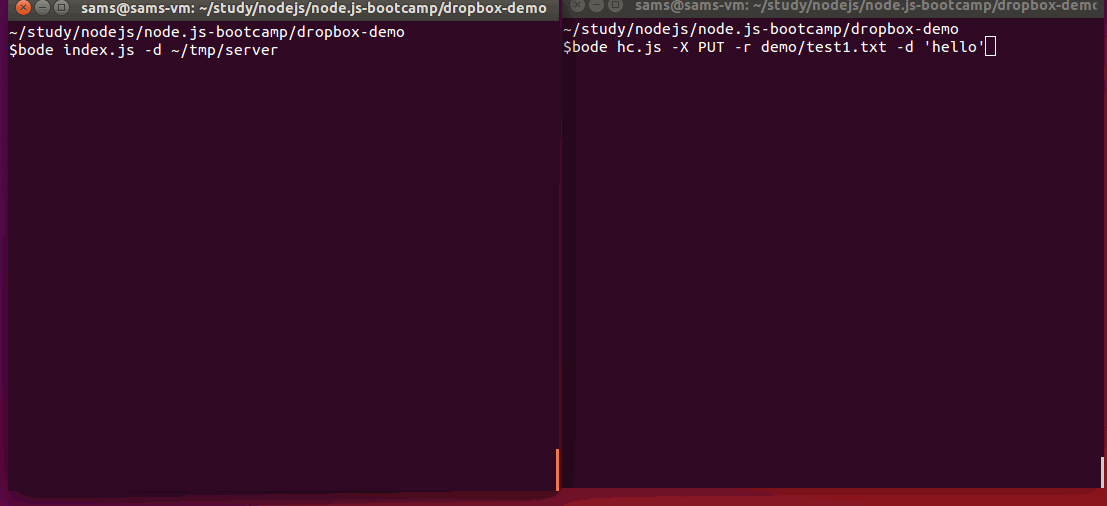 sams@sams-vm: ~/study/nodejs/node.js-bootcamp/dropbox-demo
~/study/nodejs/node.js-bootcamp/dropbox-demo
$bode index.js -d ~/tmp/server
sams@sams-vm: ~/study/nodejs/node.js-bootcamp/dropbox-demo
~/study/nodejs/node.js-bootcamp/dropbox-demo
$bode hc.js -X PUT -r demo/test1.txt -d 'hello'